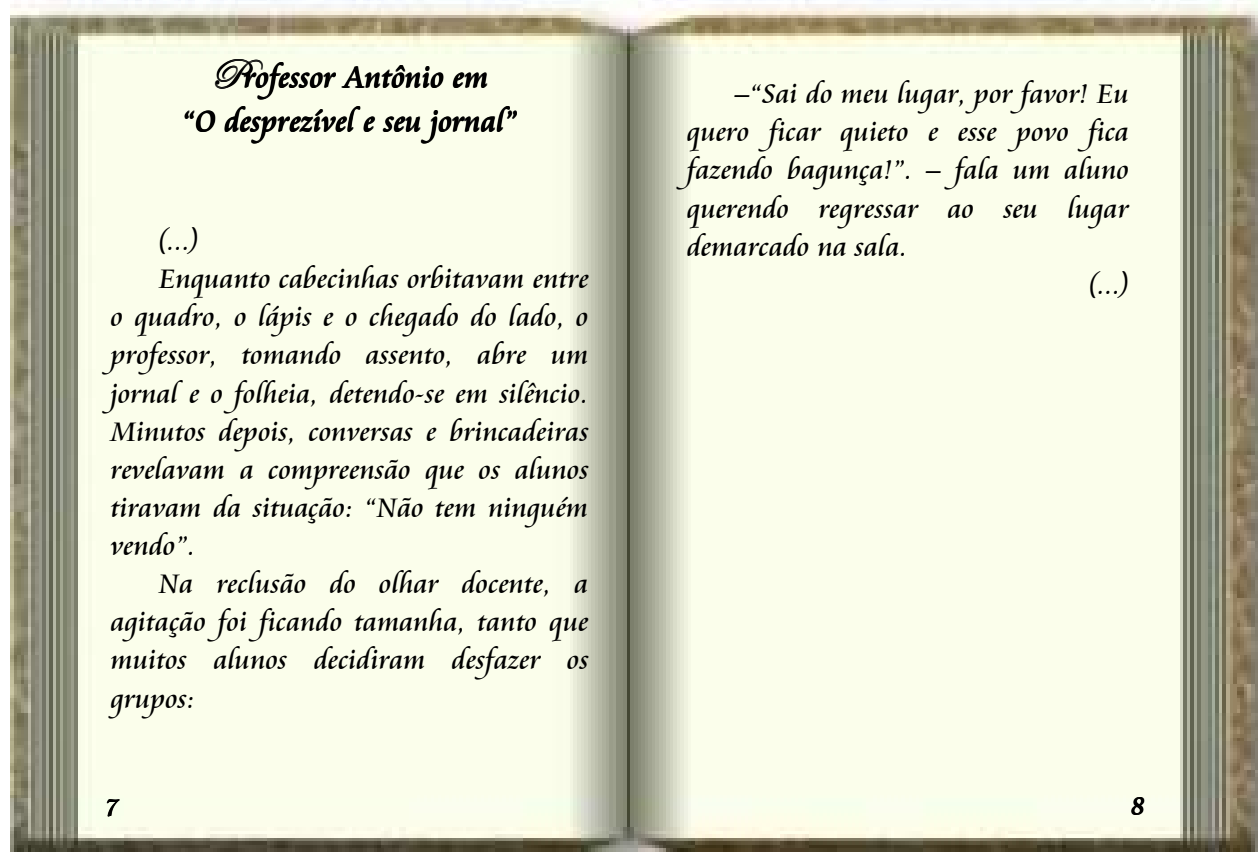 Professor Antônio em
“O desprezível e seu jornal”
(...)
Enquanto cabecinhas orbitavam entre
o quadro, o lápis e o chegado do lado, o
professor, tomando assento, abre um
jornal e o folheia, detendo-se em silêncio.
Minutos depois, conversas e brincadeiras
revelavam a compreensão que os alunos
tiravam da situação: “Não tem ninguém
vendo”.
Na reclusão do olhar docente, a
agitação foi ficando tamanha, tanto que
muitos alunos decidiram desfazer os
grupos:
7
–“Sai do meu lugar, por favor! Eu
quero ficar quieto e esse povo fica
fazendo bagunça!”. – fala um aluno
querendo regressar ao seu lugar
demarcado na sala.
(...)
8